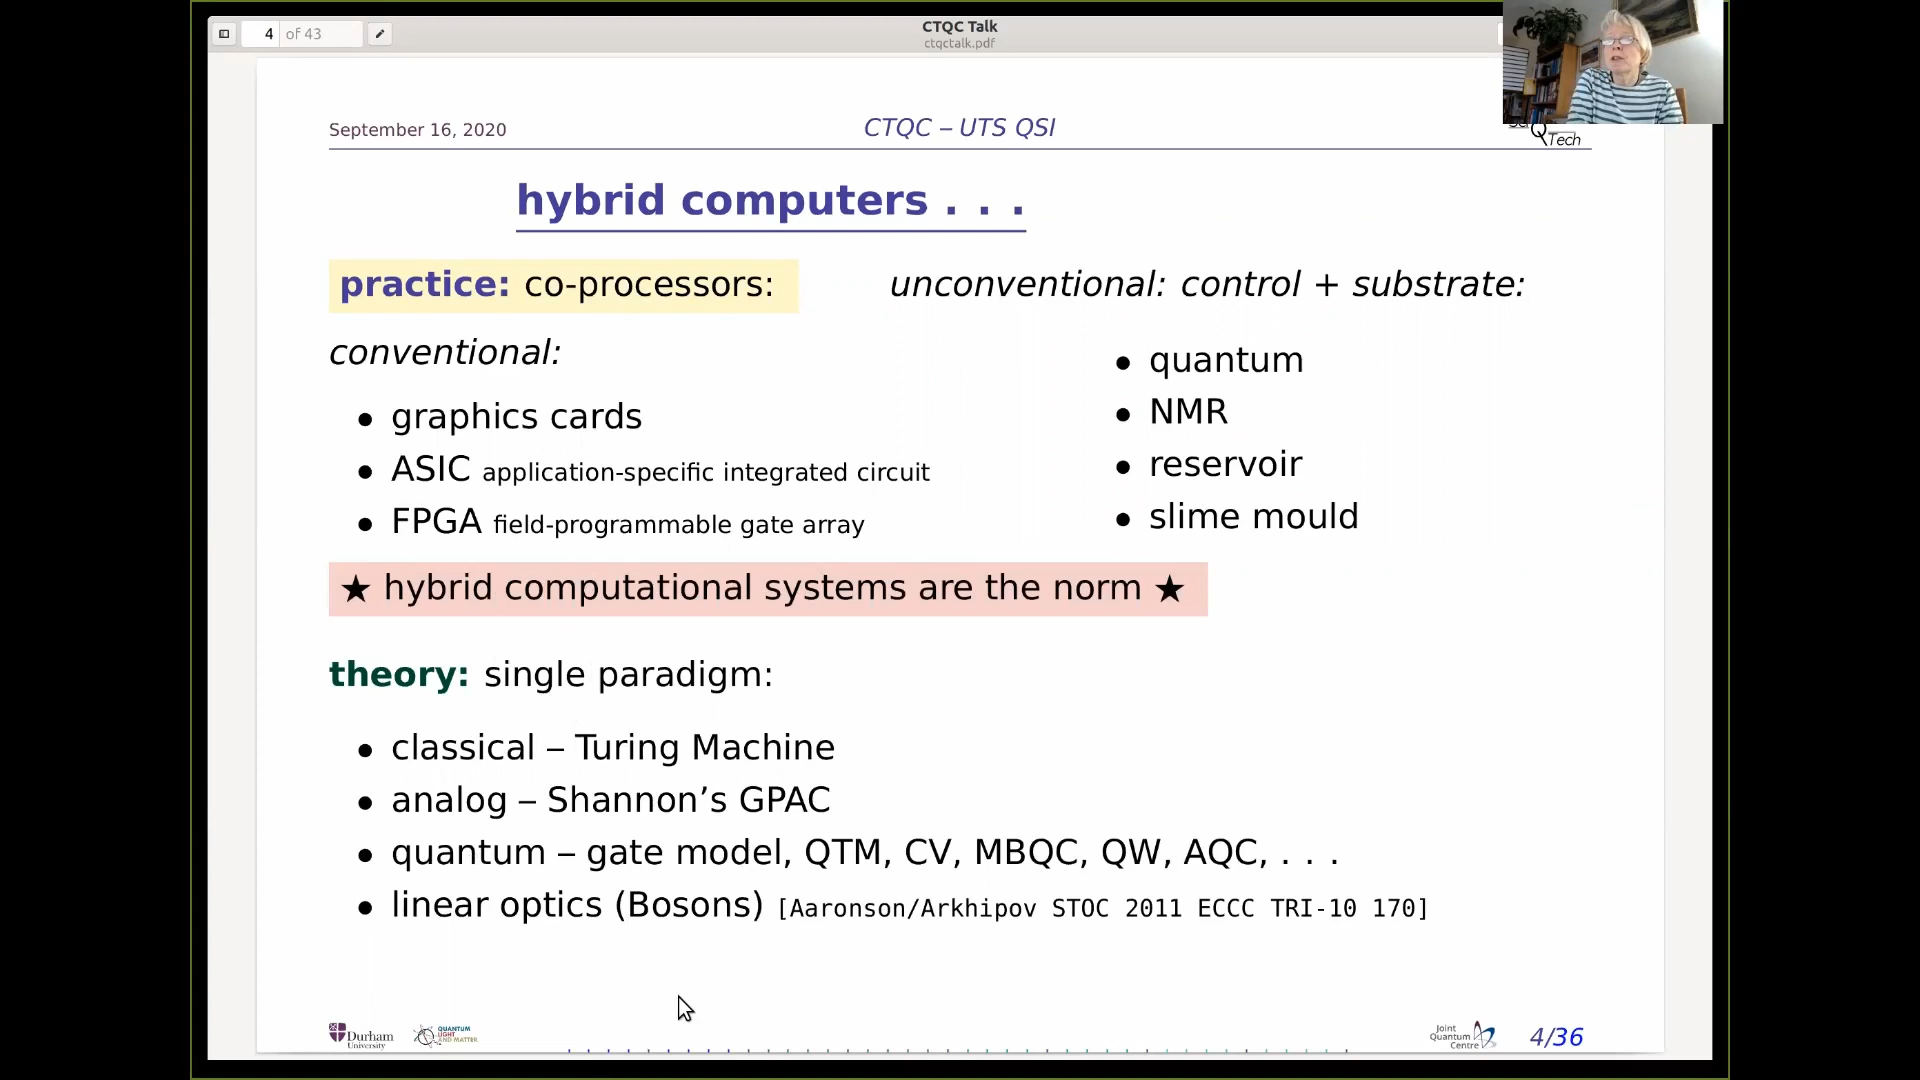 4 of 43
CTQC Talk
ctqctalk.pdf
September 16, 2020
CTQC – UTS QSI
Tech
hybrid computers . . .
practice: co-processors:
conventional:
• graphics cards
• ASIC application-specific integrated circuit
• FPGA field-programmable gate array
unconventional: control + substrate:
• quantum
• NMR
• reservoir
• slime mould
★ hybrid computational systems are the norm ★
theory: single paradigm:
• classical – Turing Machine
• analog – Shannon’s GPAC
• quantum – gate model, QTM, CV, MBQC, QW, AQC, . . .
• linear optics (Bosons) [Aaronson/Arkhipov STOC 2011 ECCC TRI-10 170]
Durham
University
QUANTUM
LIGHT
AND MATTER
Joint
Quantum
Centre
4/36